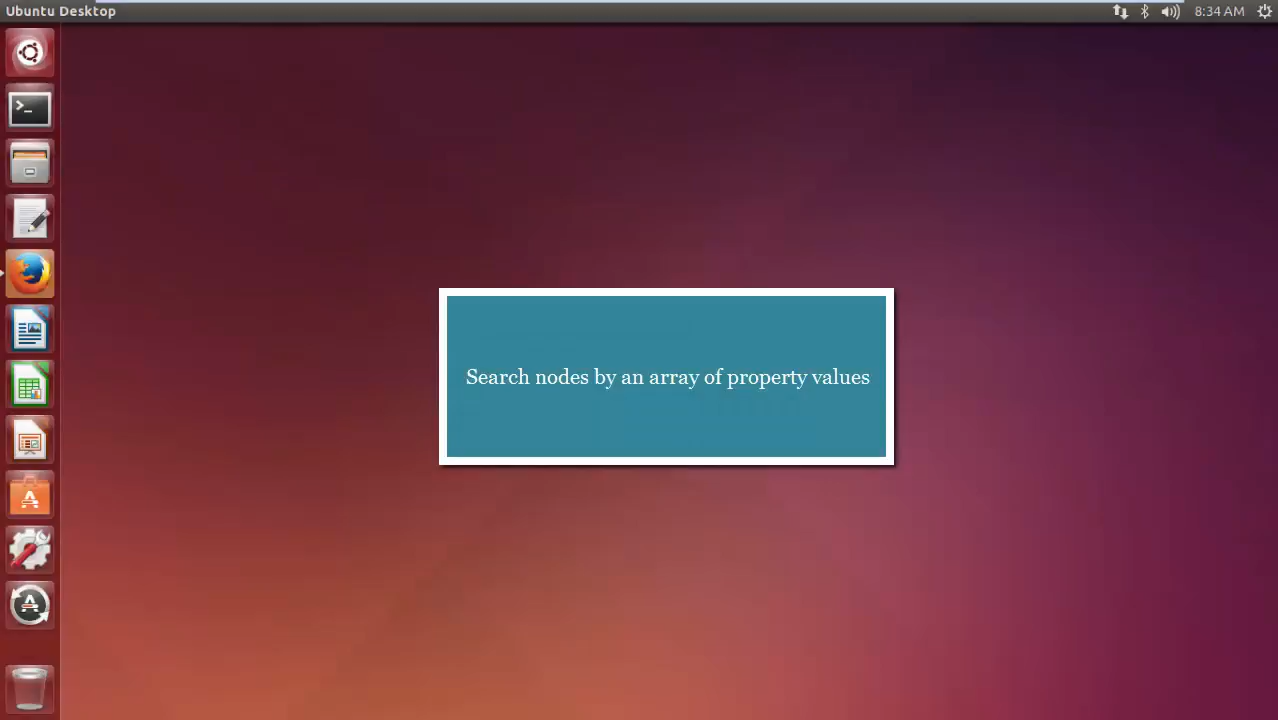 Ubuntu Desktop
8:34 AM
Search nodes by an array of property values